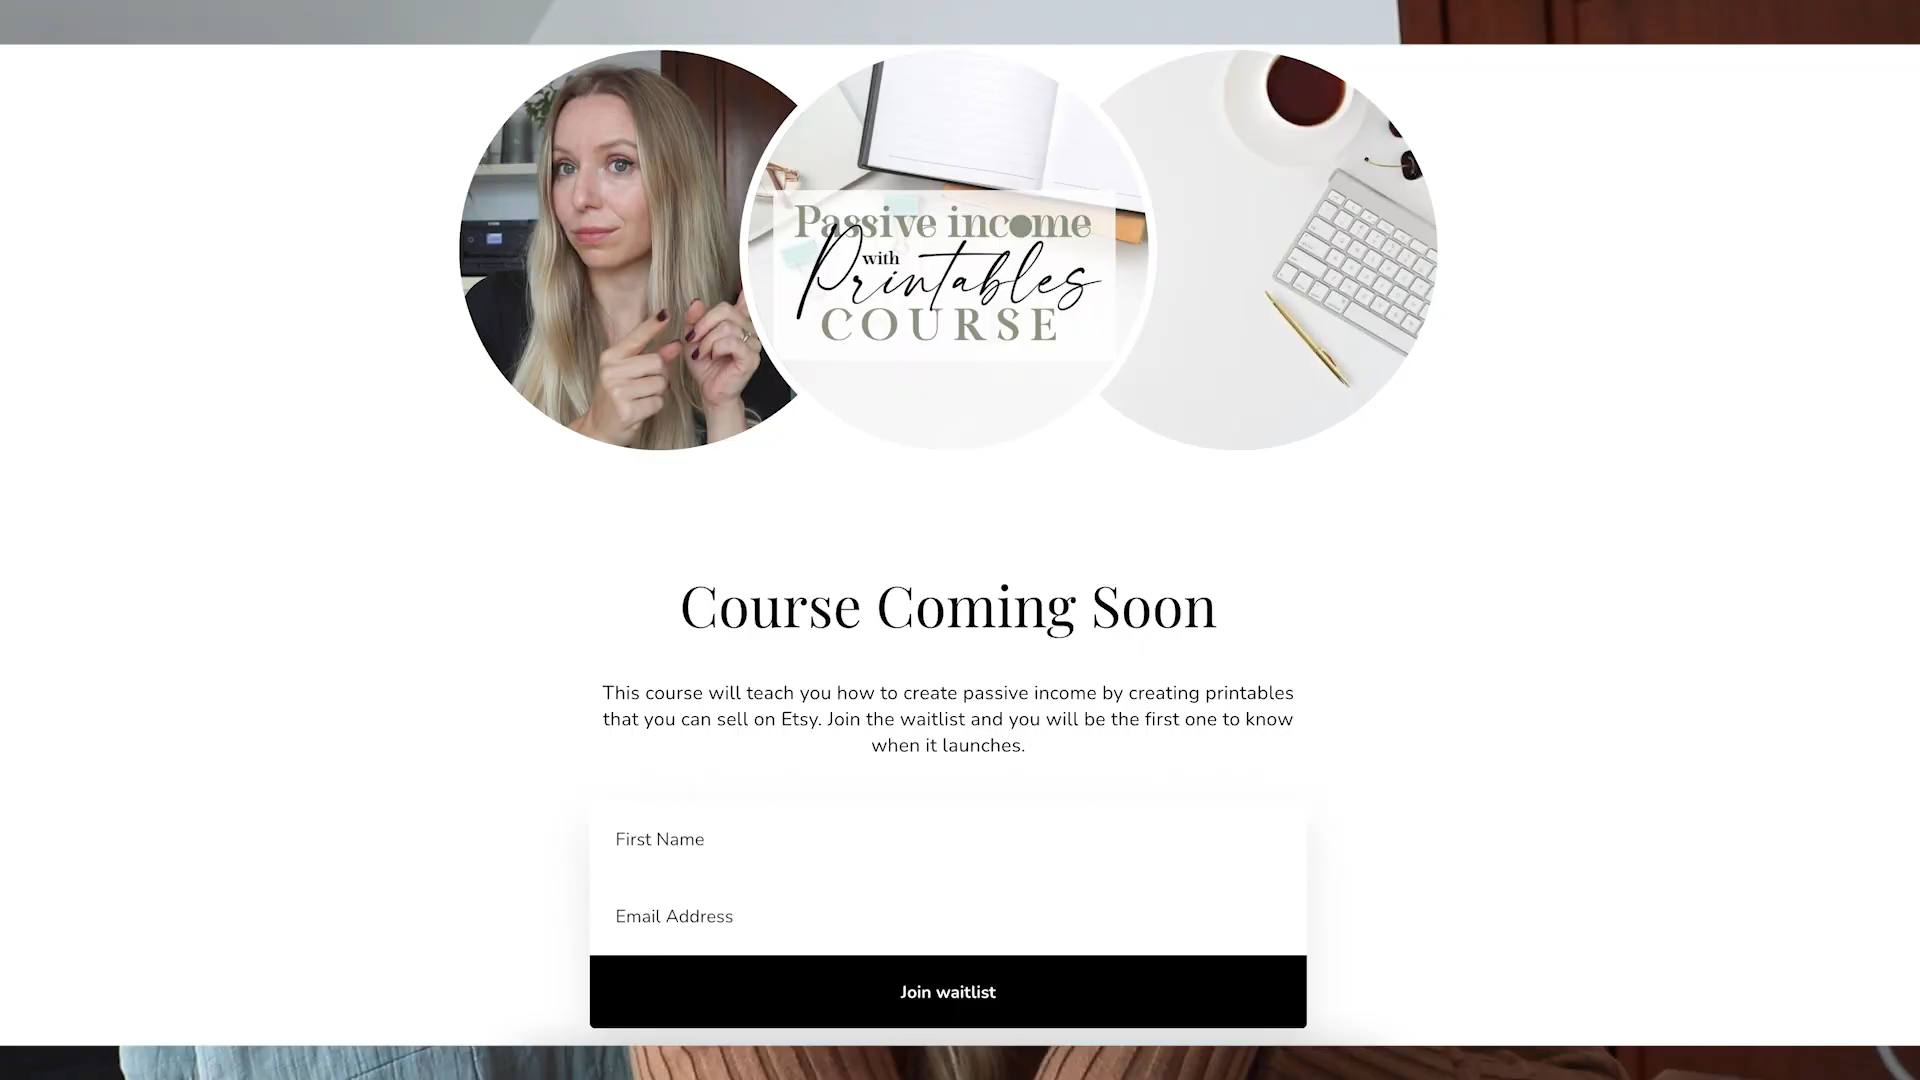 Passive income
with
Printables
COURSE
Course Coming Soon
This course will teach you how to create passive income by creating printables
that you can sell on Etsy. Join the waitlist and you will be the first one to know
when it launches.
First Name
Email Address
Join waitlist